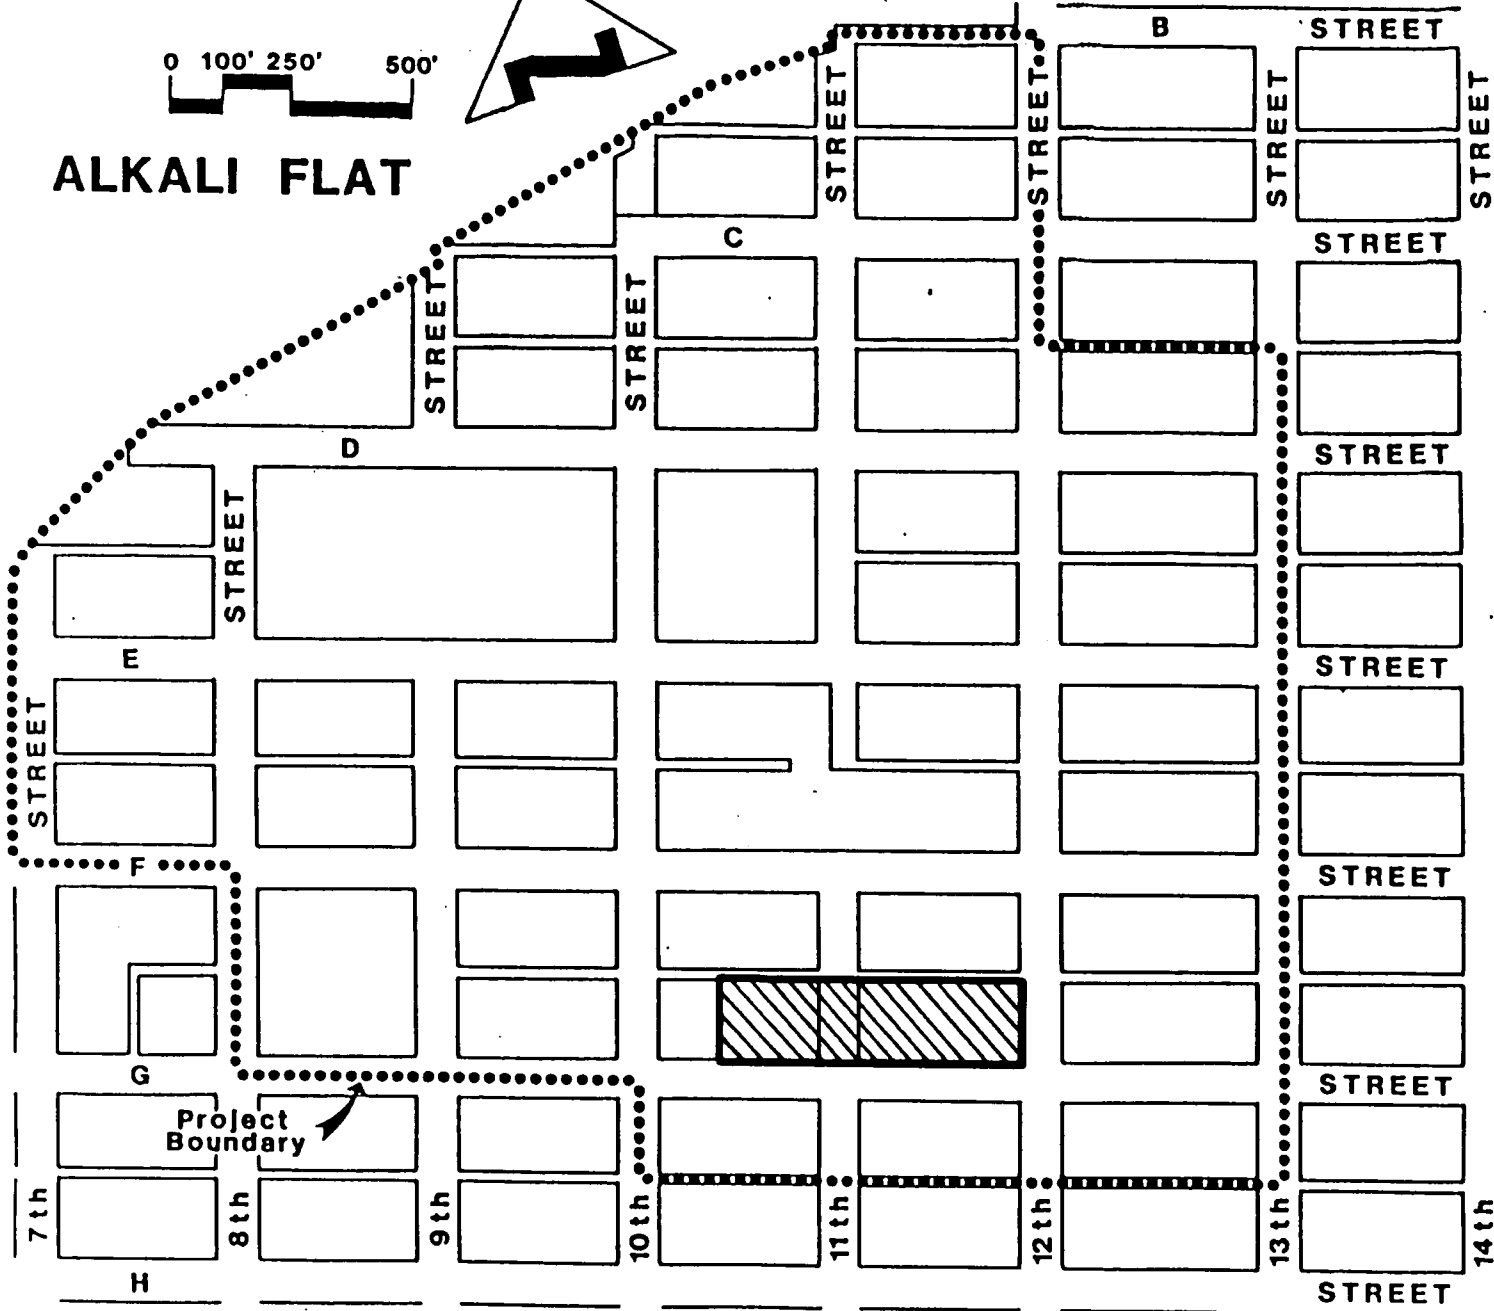 B STREET
0 100' 250' 500'
ALKALI FLAT
STREET STREET STREET STREET
C STREET
STREET STREET
D STREET
STREET
E STREET
STREET
F STREET
G STREET
Project
Boundary
7th 8th 9th 10th 11th 12th 13th 14th
H STREET